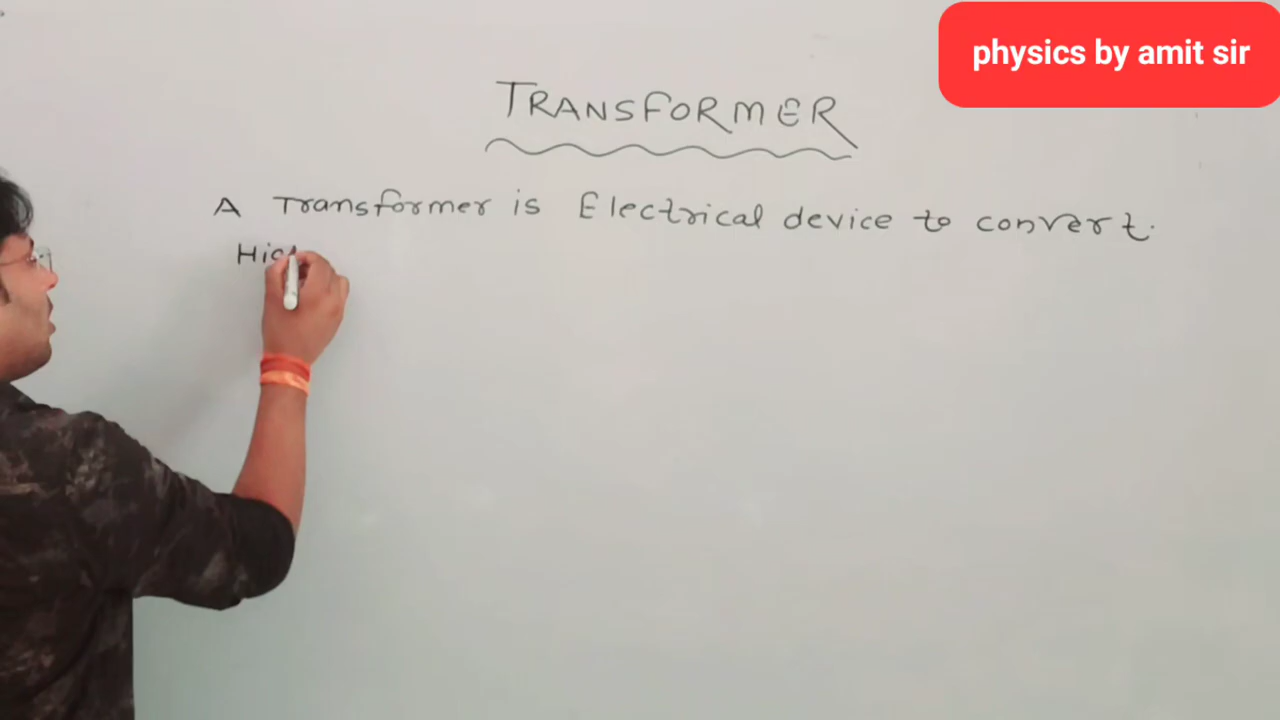 physics by amit sir
TRANSFORMER
A Transformer is Electrical device to convert.